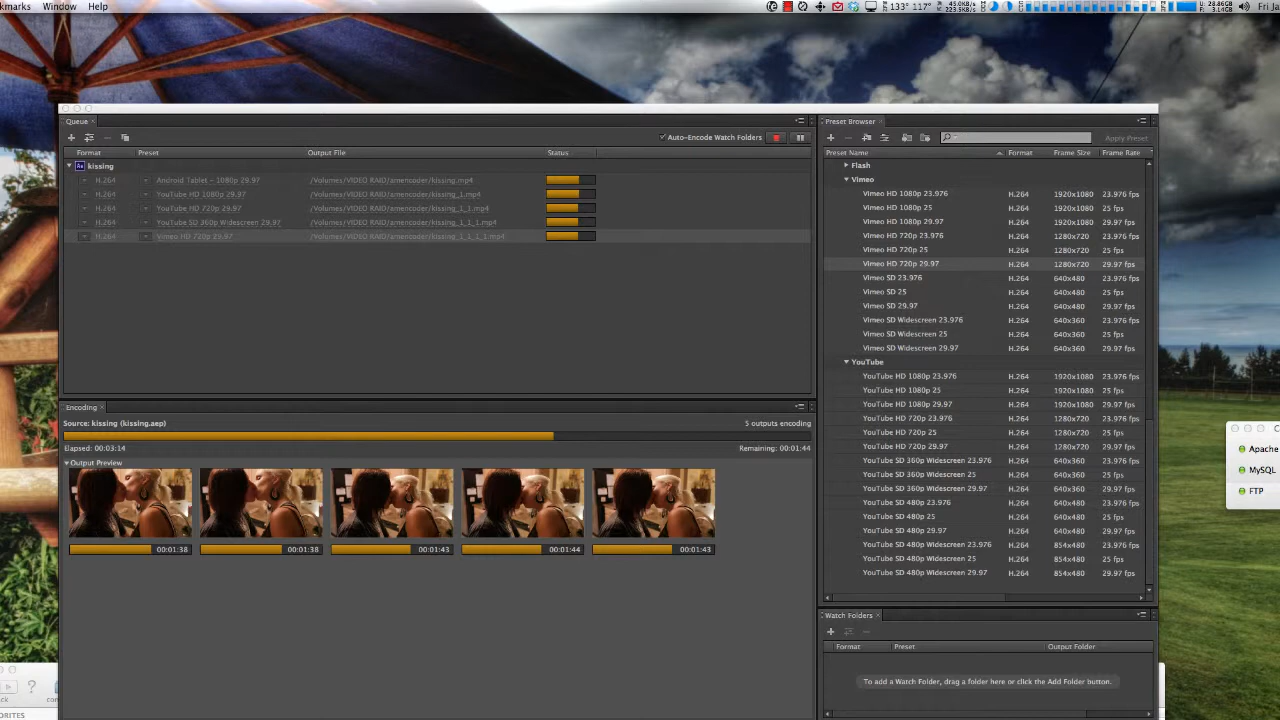 kmarks Window Help 133° 117° 45.0KB/s 223.5KB/s U: 28.86GB F: 3.14GB Fri Ja
Queue
Auto-Encode Watch Folders
Format Preset Output File Status
Ae kissing
H.264 Android Tablet – 1080p 29.97 /Volumes/VIDEO RAID/amencoder/kissing.mp4
H.264 YouTube HD 1080p 29.97 /Volumes/VIDEO RAID/amencoder/kissing_1.mp4
H.264 YouTube HD 720p 29.97 /Volumes/VIDEO RAID/amencoder/kissing_1_1.mp4
H.264 YouTube SD 360p Widescreen 29.97 /Volumes/VIDEO RAID/amencoder/kissing_1_1_1.mp4
H.264 Vimeo HD 720p 29.97 /Volumes/VIDEO RAID/amencoder/kissing_1_1_1_1.mp4
Encoding
Source: kissing (kissing.aep) 5 outputs encoding
Elapsed: 00:03:14 Remaining: 00:01:44
Output Preview
00:01:38 00:01:38 00:01:43 00:01:44 00:01:43
Preset Browser
Apply Preset
Preset Name Format Frame Size Frame Rate
Flash
Vimeo
Vimeo HD 1080p 23.976 H.264 1920x1080 23.976 fps
Vimeo HD 1080p 25 H.264 1920x1080 25 fps
Vimeo HD 1080p 29.97 H.264 1920x1080 29.97 fps
Vimeo HD 720p 23.976 H.264 1280x720 23.976 fps
Vimeo HD 720p 25 H.264 1280x720 25 fps
Vimeo HD 720p 29.97 H.264 1280x720 29.97 fps
Vimeo SD 23.976 H.264 640x480 23.976 fps
Vimeo SD 25 H.264 640x480 25 fps
Vimeo SD 29.97 H.264 640x480 29.97 fps
Vimeo SD Widescreen 23.976 H.264 640x360 23.976 fps
Vimeo SD Widescreen 25 H.264 640x360 25 fps
Vimeo SD Widescreen 29.97 H.264 640x360 29.97 fps
YouTube
YouTube HD 1080p 23.976 H.264 1920x1080 23.976 fps
YouTube HD 1080p 25 H.264 1920x1080 25 fps
YouTube HD 1080p 29.97 H.264 1920x1080 29.97 fps
YouTube HD 720p 23.976 H.264 1280x720 23.976 fps
YouTube HD 720p 25 H.264 1280x720 25 fps
YouTube HD 720p 29.97 H.264 1280x720 29.97 fps
YouTube SD 360p Widescreen 23.976 H.264 640x360 23.976 fps
YouTube SD 360p Widescreen 25 H.264 640x360 25 fps
YouTube SD 360p Widescreen 29.97 H.264 640x360 29.97 fps
YouTube SD 480p 23.976 H.264 640x480 23.976 fps
YouTube SD 480p 25 H.264 640x480 25 fps
YouTube SD 480p 29.97 H.264 640x480 29.97 fps
YouTube SD 480p Widescreen 23.976 H.264 854x480 23.976 fps
YouTube SD 480p Widescreen 25 H.264 854x480 25 fps
YouTube SD 480p Widescreen 29.97 H.264 854x480 29.97 fps
Watch Folders
Format Preset Output Folder
To add a Watch Folder, drag a folder here or click the Add Folder button.
Apache
MySQL
FTP
ck con
ORITES